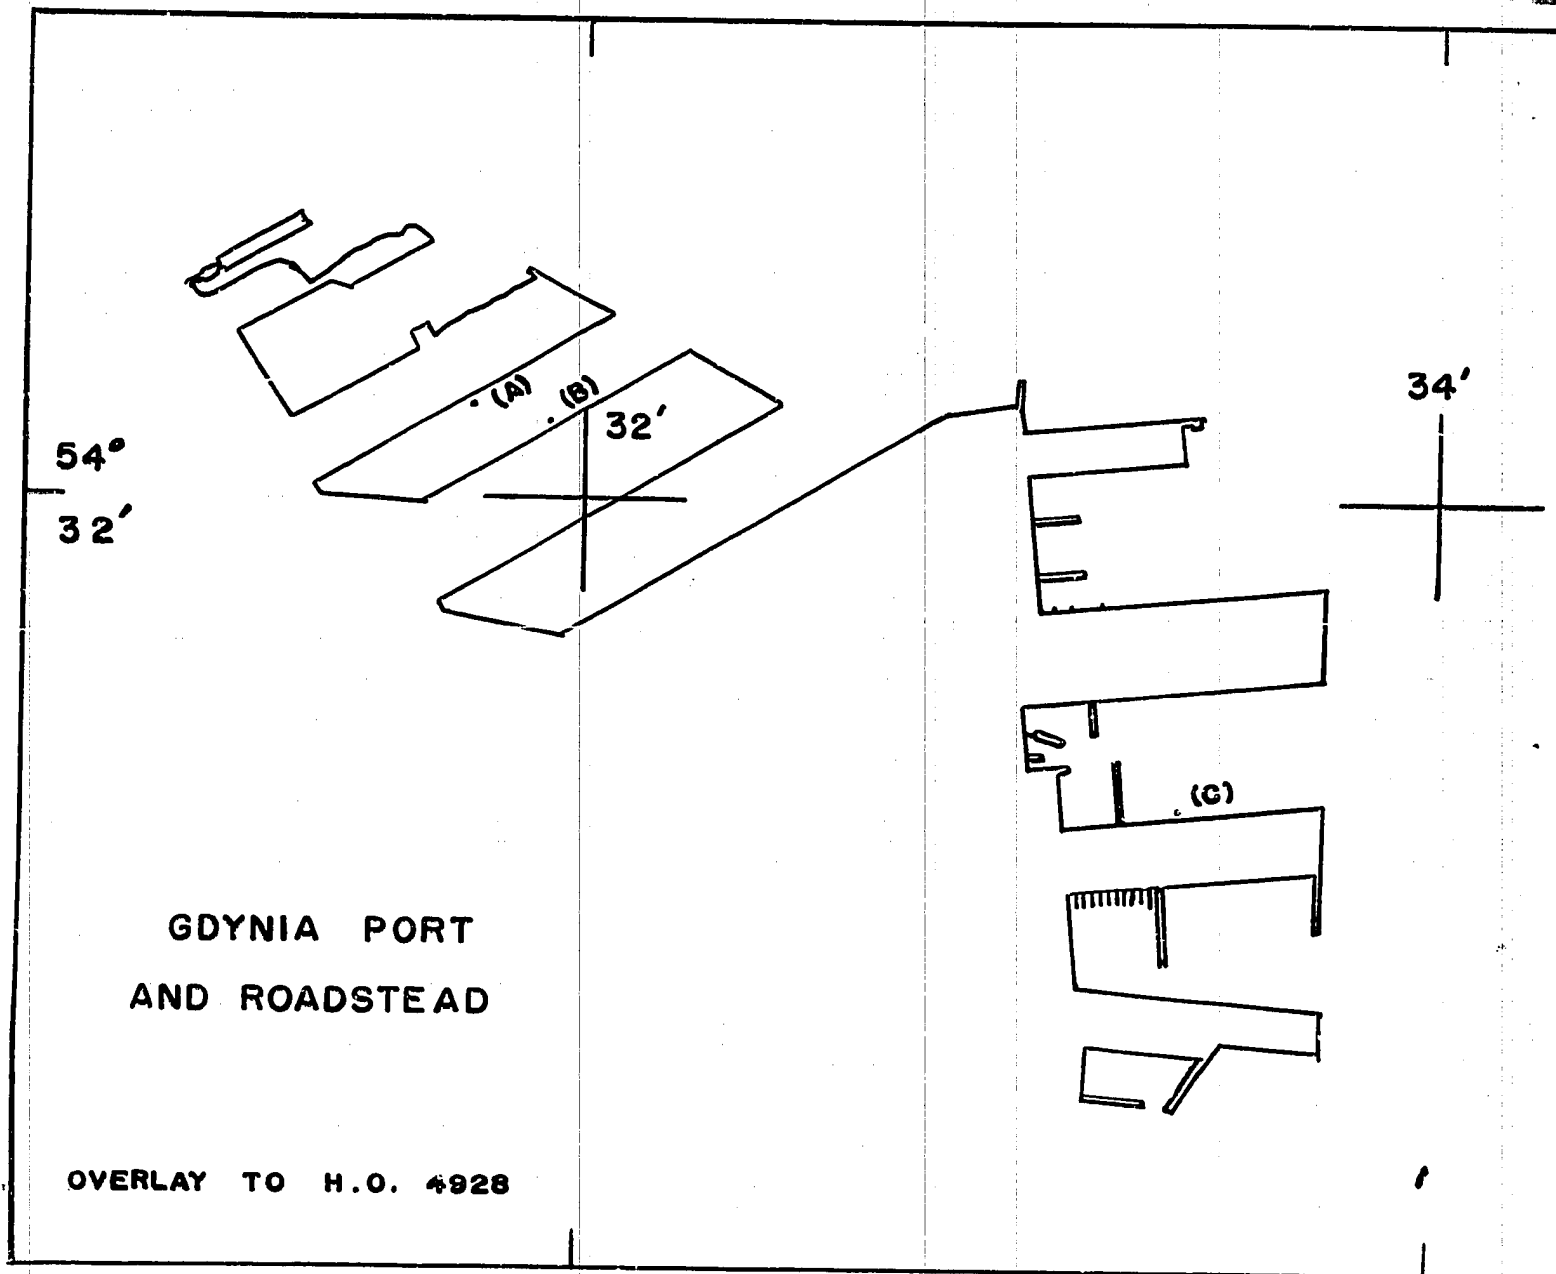 34'
(A)
(B)
32'
54°
32'
(C)
GDYNIA PORT
AND ROADSTEAD
OVERLAY TO H.O. 4928